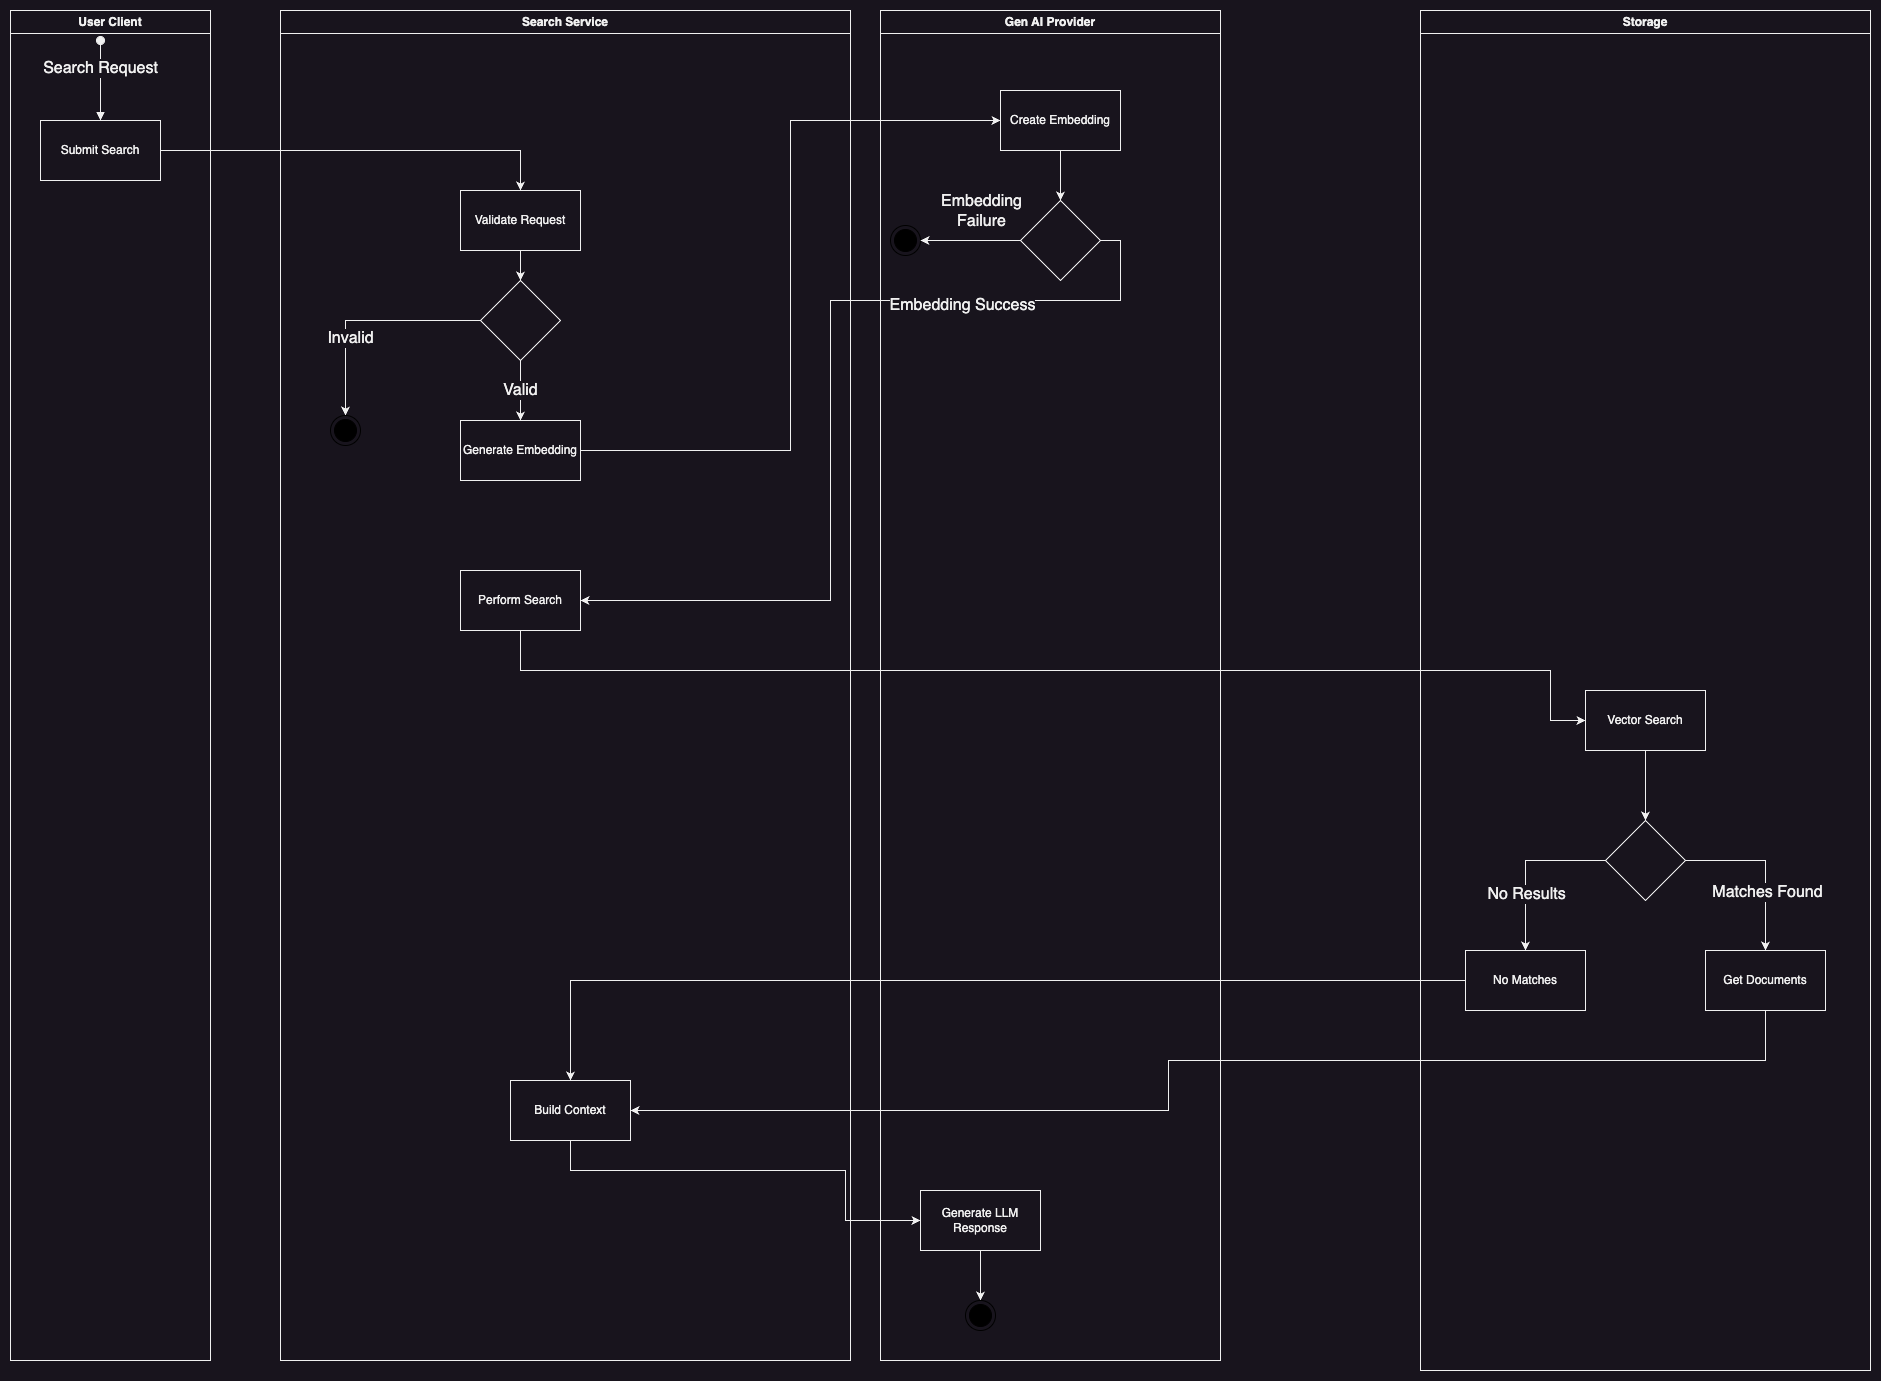 User Client
Search Service
Gen AI Provider
Storage
Search Request
Submit Search
Create Embedding
Validate Request
Embedding
Failure
Embedding Success
Invalid
Valid
Generate Embedding
Perform Search
Vector Search
No Results
Matches Found
No Matches
Get Documents
Build Context
Generate LLM
Response